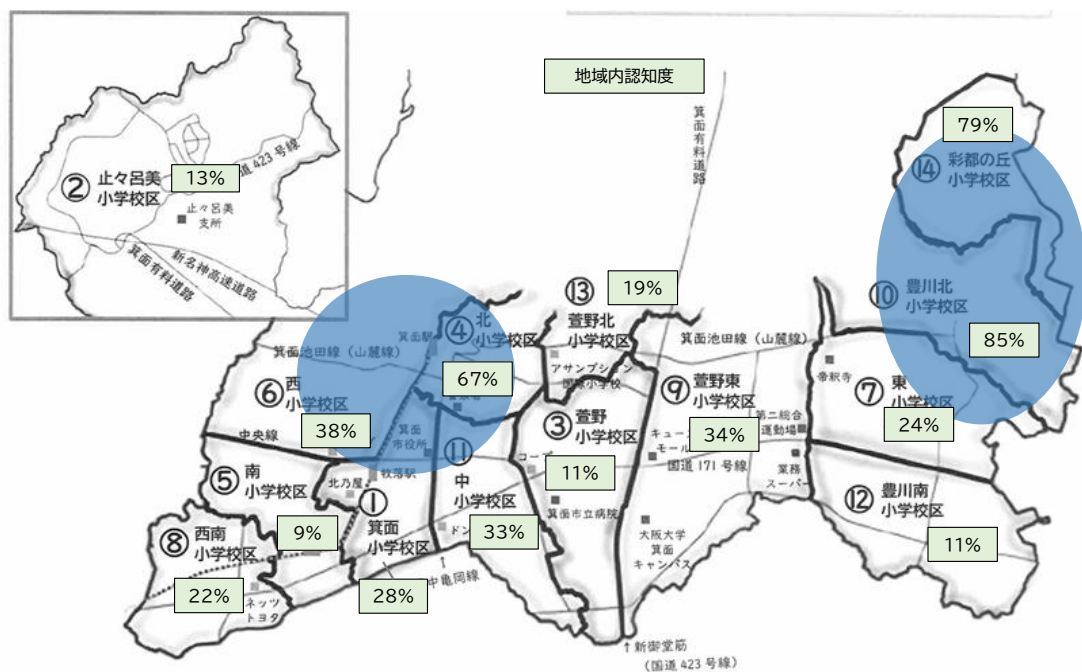 地域内認知度
79%
⑭ 彩都の丘
小学校区
13%
国道423号線
② 止々呂美
小学校区
止々呂美
支所
新名神高速道路
箕面有料道路
箕面有料道路
⑬
19%
萱野北
小学校区
⑩ 豊川北
小学校区
85%
箕面駅
④ 北
小学校区
67%
箕面池田線(山麓線)
箕面池田線(山麓線)
アサンプション
国際小学校
帝釈寺
⑥ 西
小学校区
38%
中央線
箕面
市役所
⑨ 萱野東
小学校区
34%
第二総合
運動場
⑦ 東
小学校区
24%
③ 萱野
小学校区
11%
キューズ
モール
国道171号線
業務
スーパー
⑤ 南
小学校区
9%
北乃屋
牧落駅
⑪
中
小学校区
33%
コープ
箕面市立病院
①
箕面
小学校区
28%
ドン
大阪大学
箕面
キャンパス
⑫ 豊川南
小学校区
11%
⑧ 西南
小学校区
22%
ネッツ
トヨタ
↑
中亀岡線
↑新御堂筋
(国道423号線)